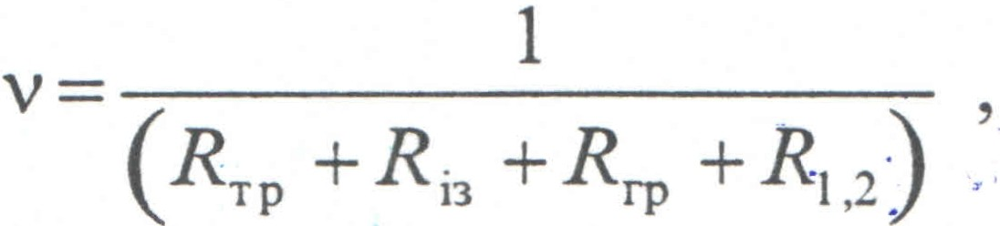 ν = 1 / (R_тр + R_із + R_гр + R_1,2) ,